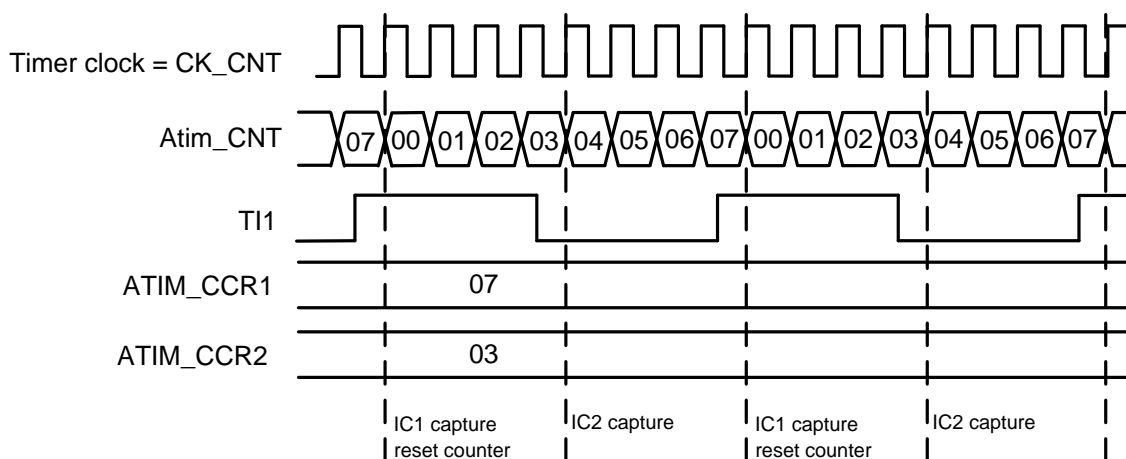 Timer clock = CK_CNT
Atim_CNT 07 00 01 02 03 04 05 06 07 00 01 02 03 04 05 06 07
TI1
ATIM_CCR1 07
ATIM_CCR2 03
IC1 capture IC2 capture IC1 capture IC2 capture
reset counter reset counter